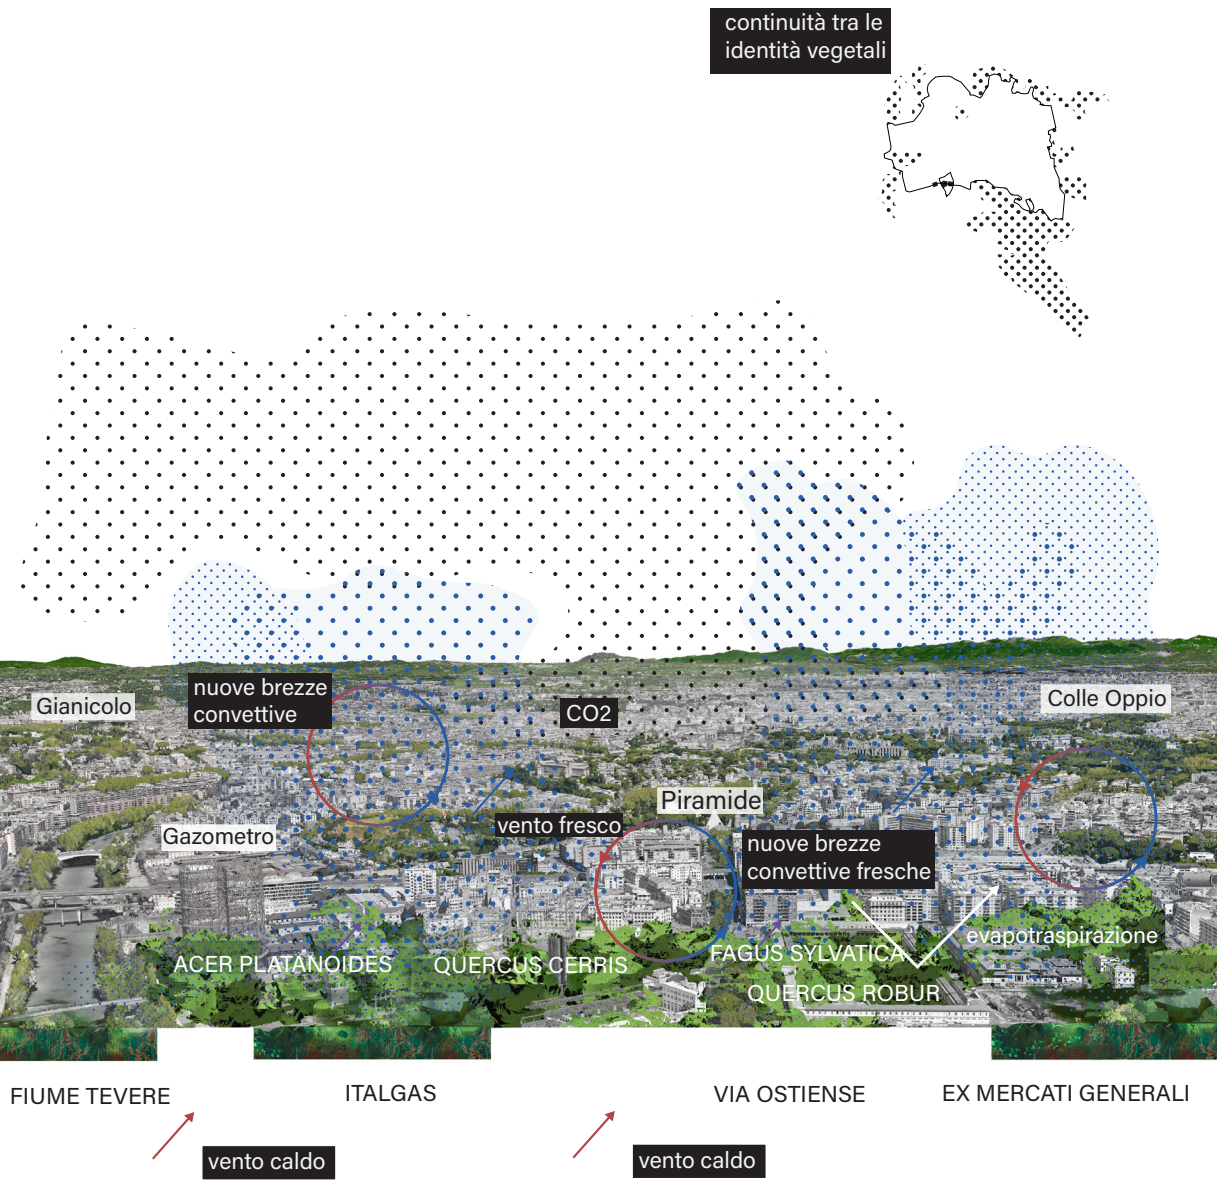 continuità tra le
identità vegetali
nuove brezze
convettive
Gianicolo
CO2
Colle Oppio
Piramide
Gazometro
vento fresco
nuove brezze
convettive fresche
evapotraspirazione
ACER PLATANOIDES
QUERCUS CERRIS
FAGUS SYLVATICA
QUERCUS ROBUR
FIUME TEVERE
ITALGAS
VIA OSTIENSE
EX MERCATI GENERALI
vento caldo
vento caldo